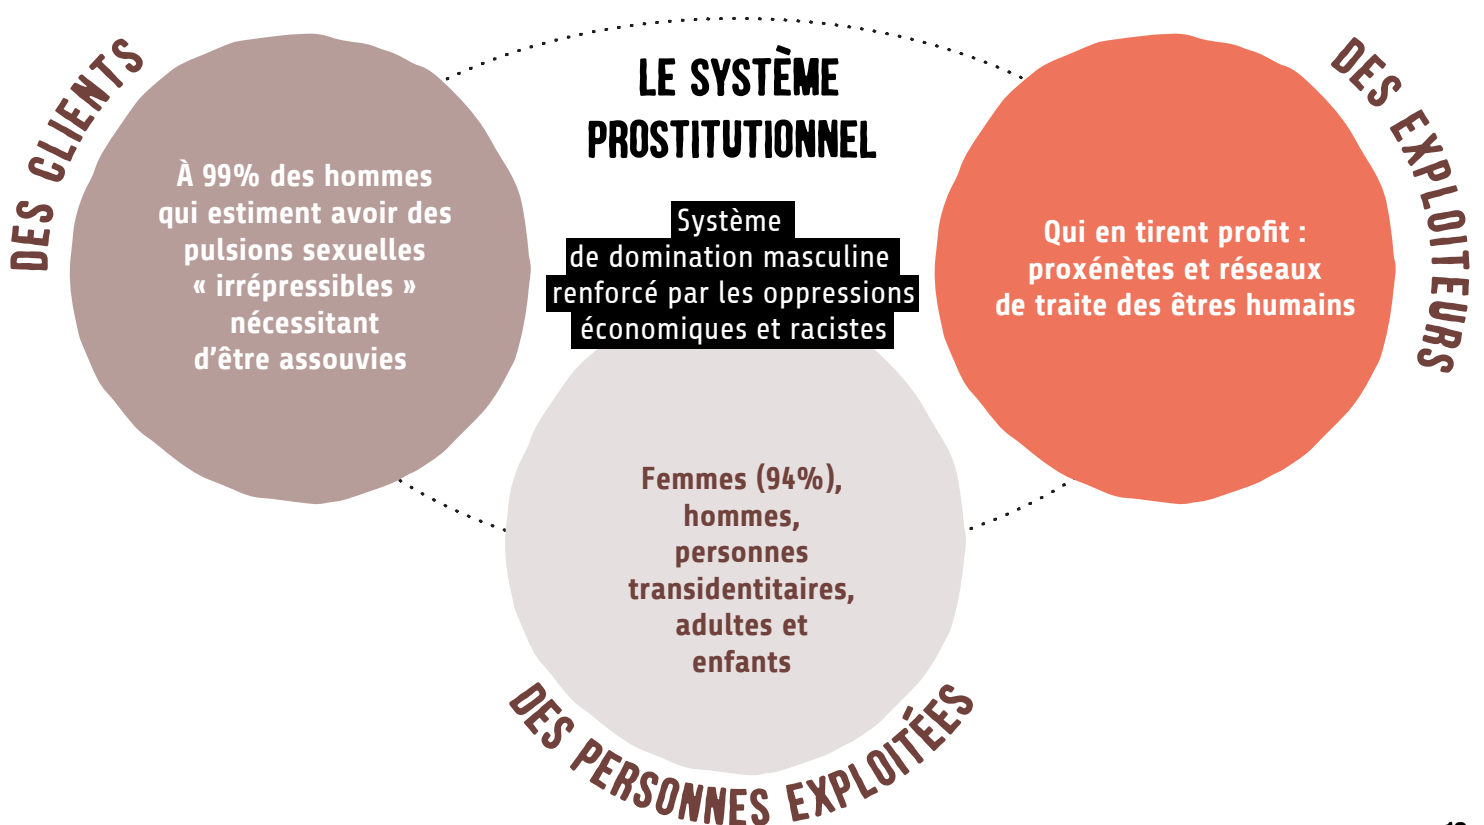 LE SYSTÈME
PROSTITUTIONNEL
Système
de domination masculine
renforcé par les oppressions
économiques et racistes
DES CLIENTS
À 99% des hommes
qui estiment avoir des
pulsions sexuelles
« irrépressibles »
nécessitant
d'être assouvies
DES EXPLOITEURS
Qui en tirent profit :
proxénètes et réseaux
de traite des êtres humains
Femmes (94%),
hommes,
personnes
transidentitaires,
adultes et
enfants
DES PERSONNES EXPLOITÉES